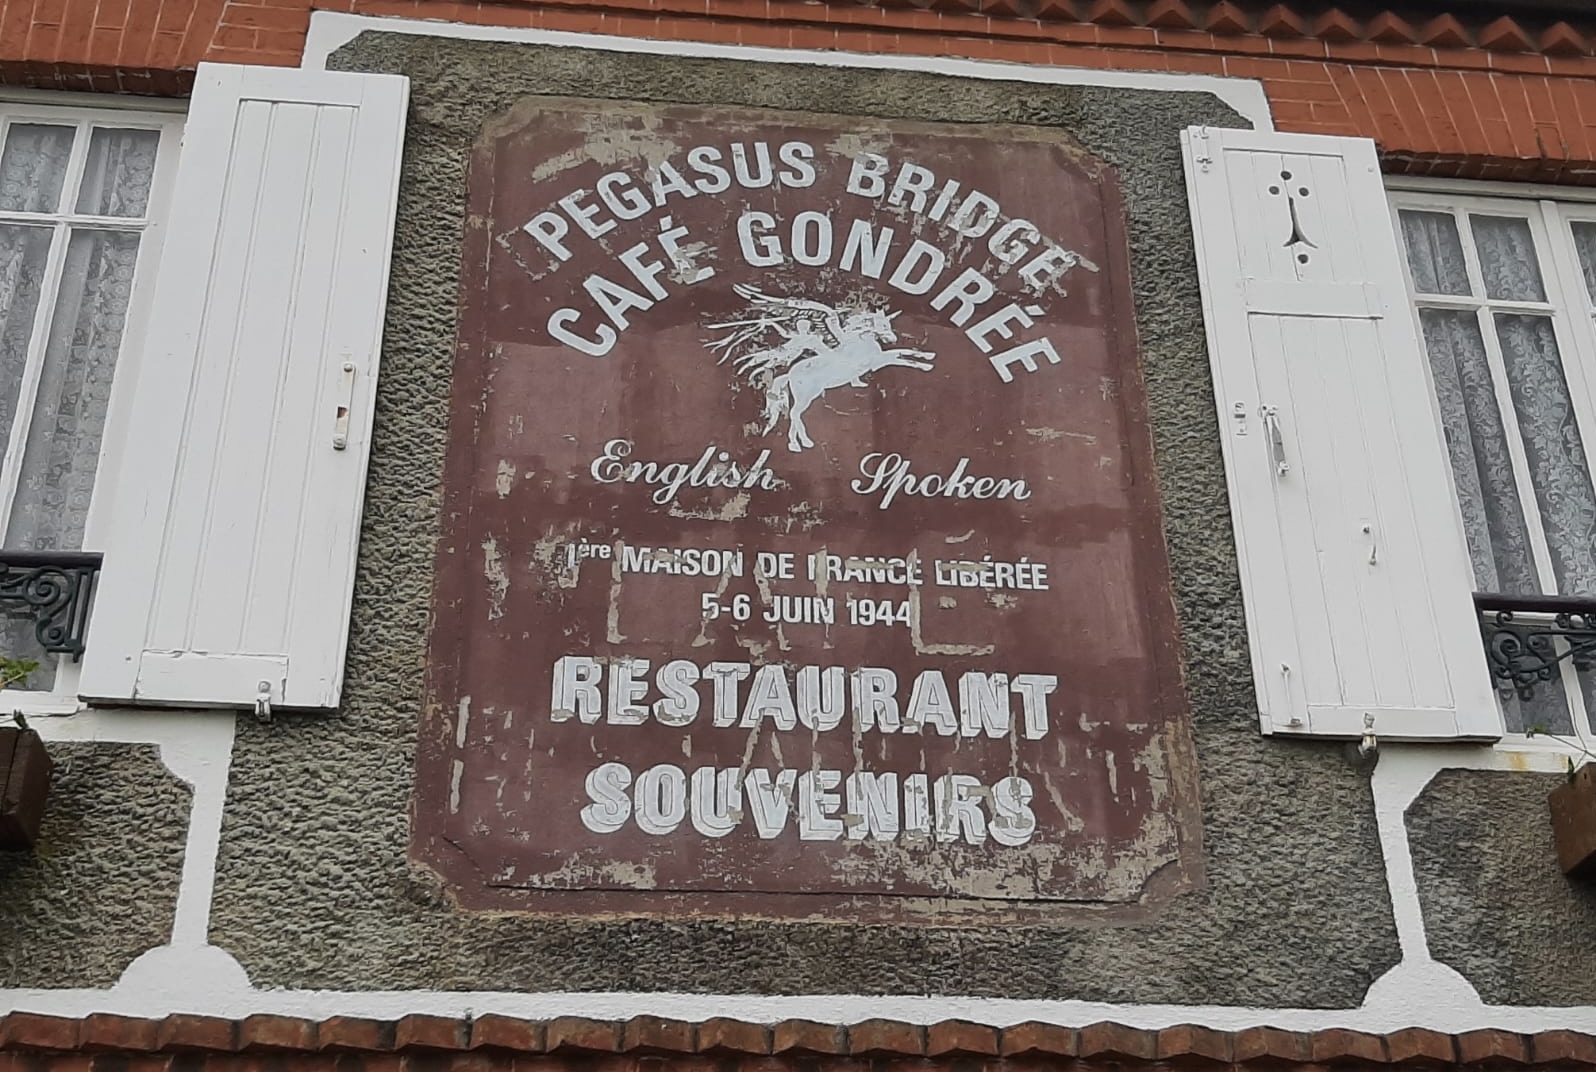 PEGASUS BRIDGE
CAFÉ GONDRÉE
English Spoken
1ère MAISON DE FRANCE LIBÉRÉE
5-6 JUIN 1944
RESTAURANT
SOUVENIRS